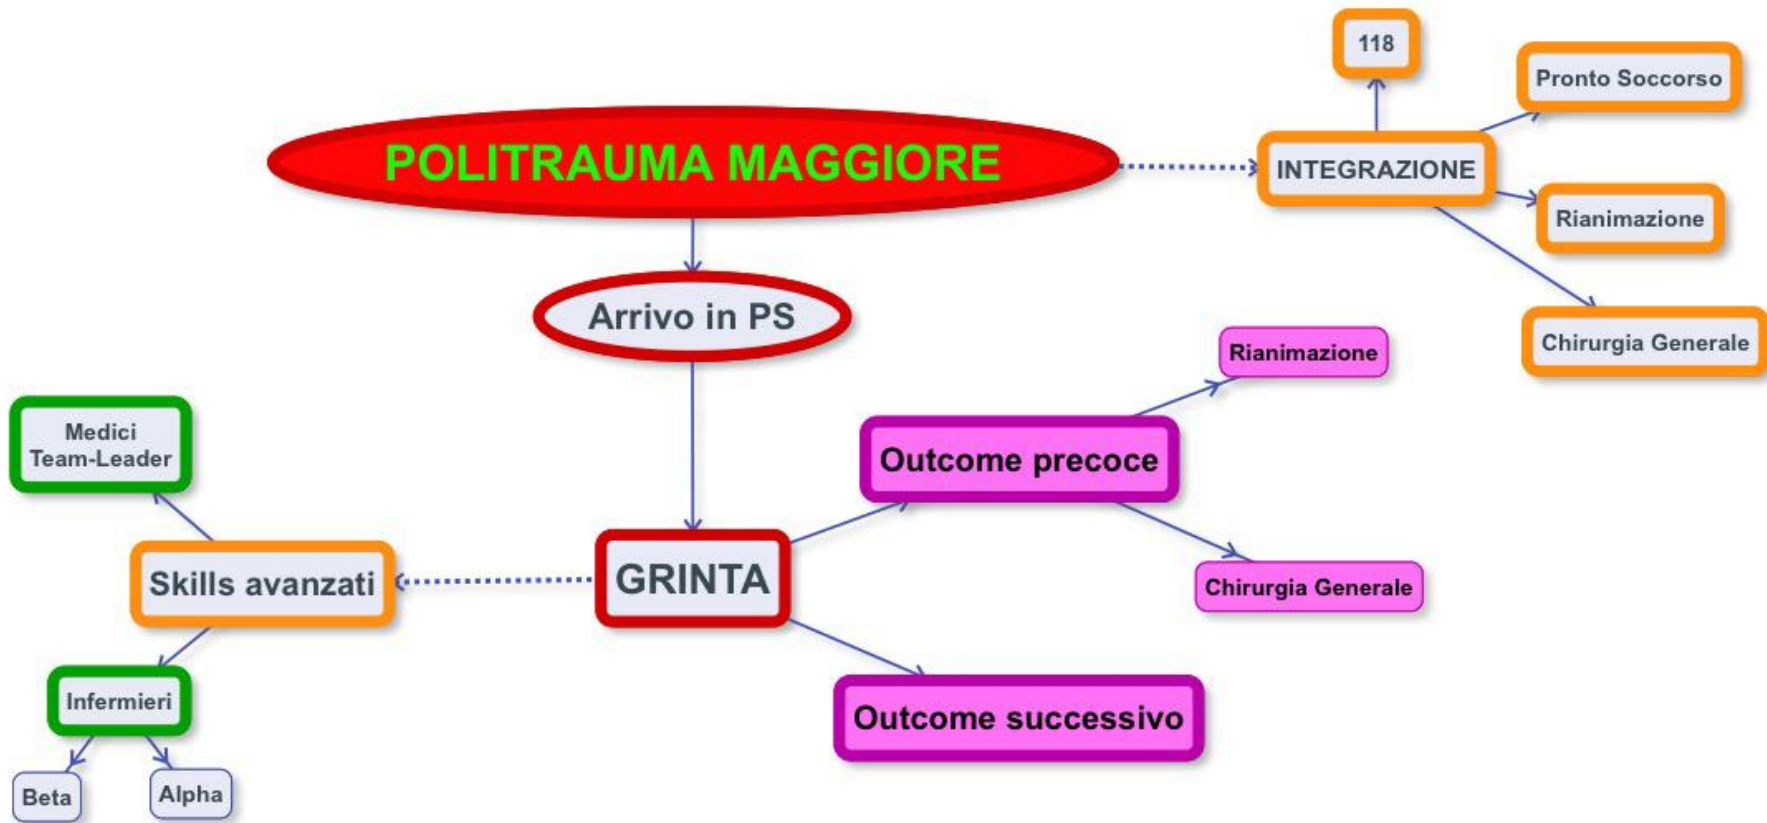 118
Pronto Soccorso
POLITRAUMA MAGGIORE
INTEGRAZIONE
Rianimazione
Arrivo in PS
Chirurgia Generale
Rianimazione
Medici
Team-Leader
Outcome precoce
Skills avanzati
GRINTA
Chirurgia Generale
Infermieri
Outcome successivo
Beta
Alpha